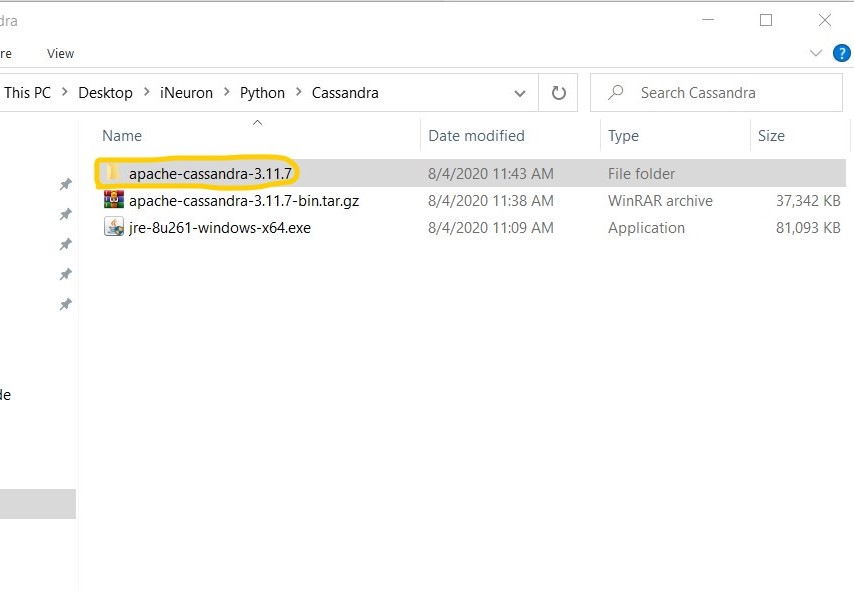 dra
re View
This PC > Desktop > iNeuron > Python > Cassandra Search Cassandra
Name Date modified Type Size
apache-cassandra-3.11.7 8/4/2020 11:43 AM File folder
apache-cassandra-3.11.7-bin.tar.gz 8/4/2020 11:38 AM WinRAR archive 37,342 KB
jre-8u261-windows-x64.exe 8/4/2020 11:09 AM Application 81,093 KB
de